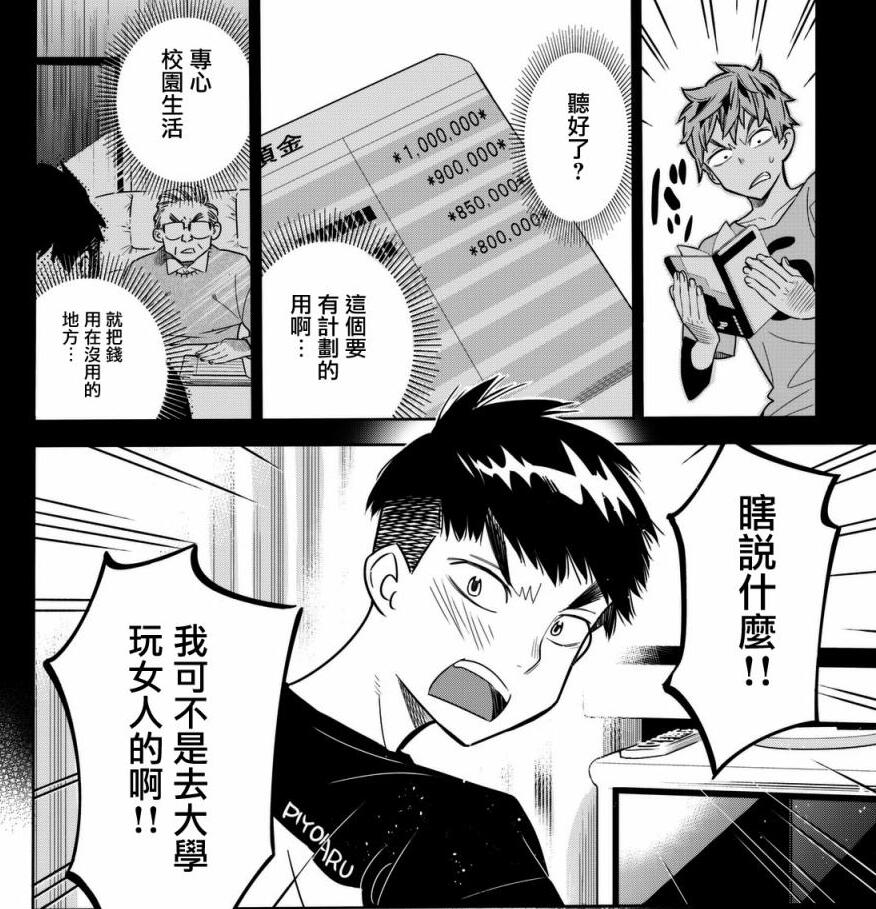 聽好了?
預金
*1,000,000*
*900,000*
*850,000*
*800,000*
這個要
有計劃的
用啊…
專心
校園生活
就把錢
用在沒用的
地方…
瞎說什麼!!
我可不是去大學
玩女人的啊!!
PIYOMARU